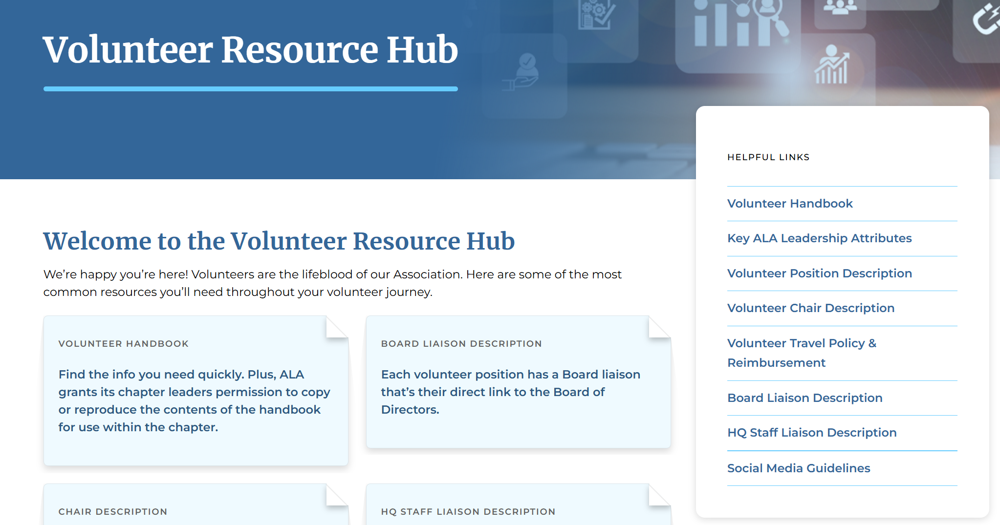 Volunteer Resource Hub
Welcome to the Volunteer Resource Hub
We’re happy you’re here! Volunteers are the lifeblood of our Association. Here are some of the most
common resources you’ll need throughout your volunteer journey.
VOLUNTEER HANDBOOK
Find the info you need quickly. Plus, ALA
grants its chapter leaders permission to copy
or reproduce the contents of the handbook
for use within the chapter.
BOARD LIAISON DESCRIPTION
Each volunteer position has a Board liaison
that’s their direct link to the Board of
Directors.
CHAIR DESCRIPTION
HQ STAFF LIAISON DESCRIPTION
HELPFUL LINKS
Volunteer Handbook
Key ALA Leadership Attributes
Volunteer Position Description
Volunteer Chair Description
Volunteer Travel Policy &
Reimbursement
Board Liaison Description
HQ Staff Liaison Description
Social Media Guidelines